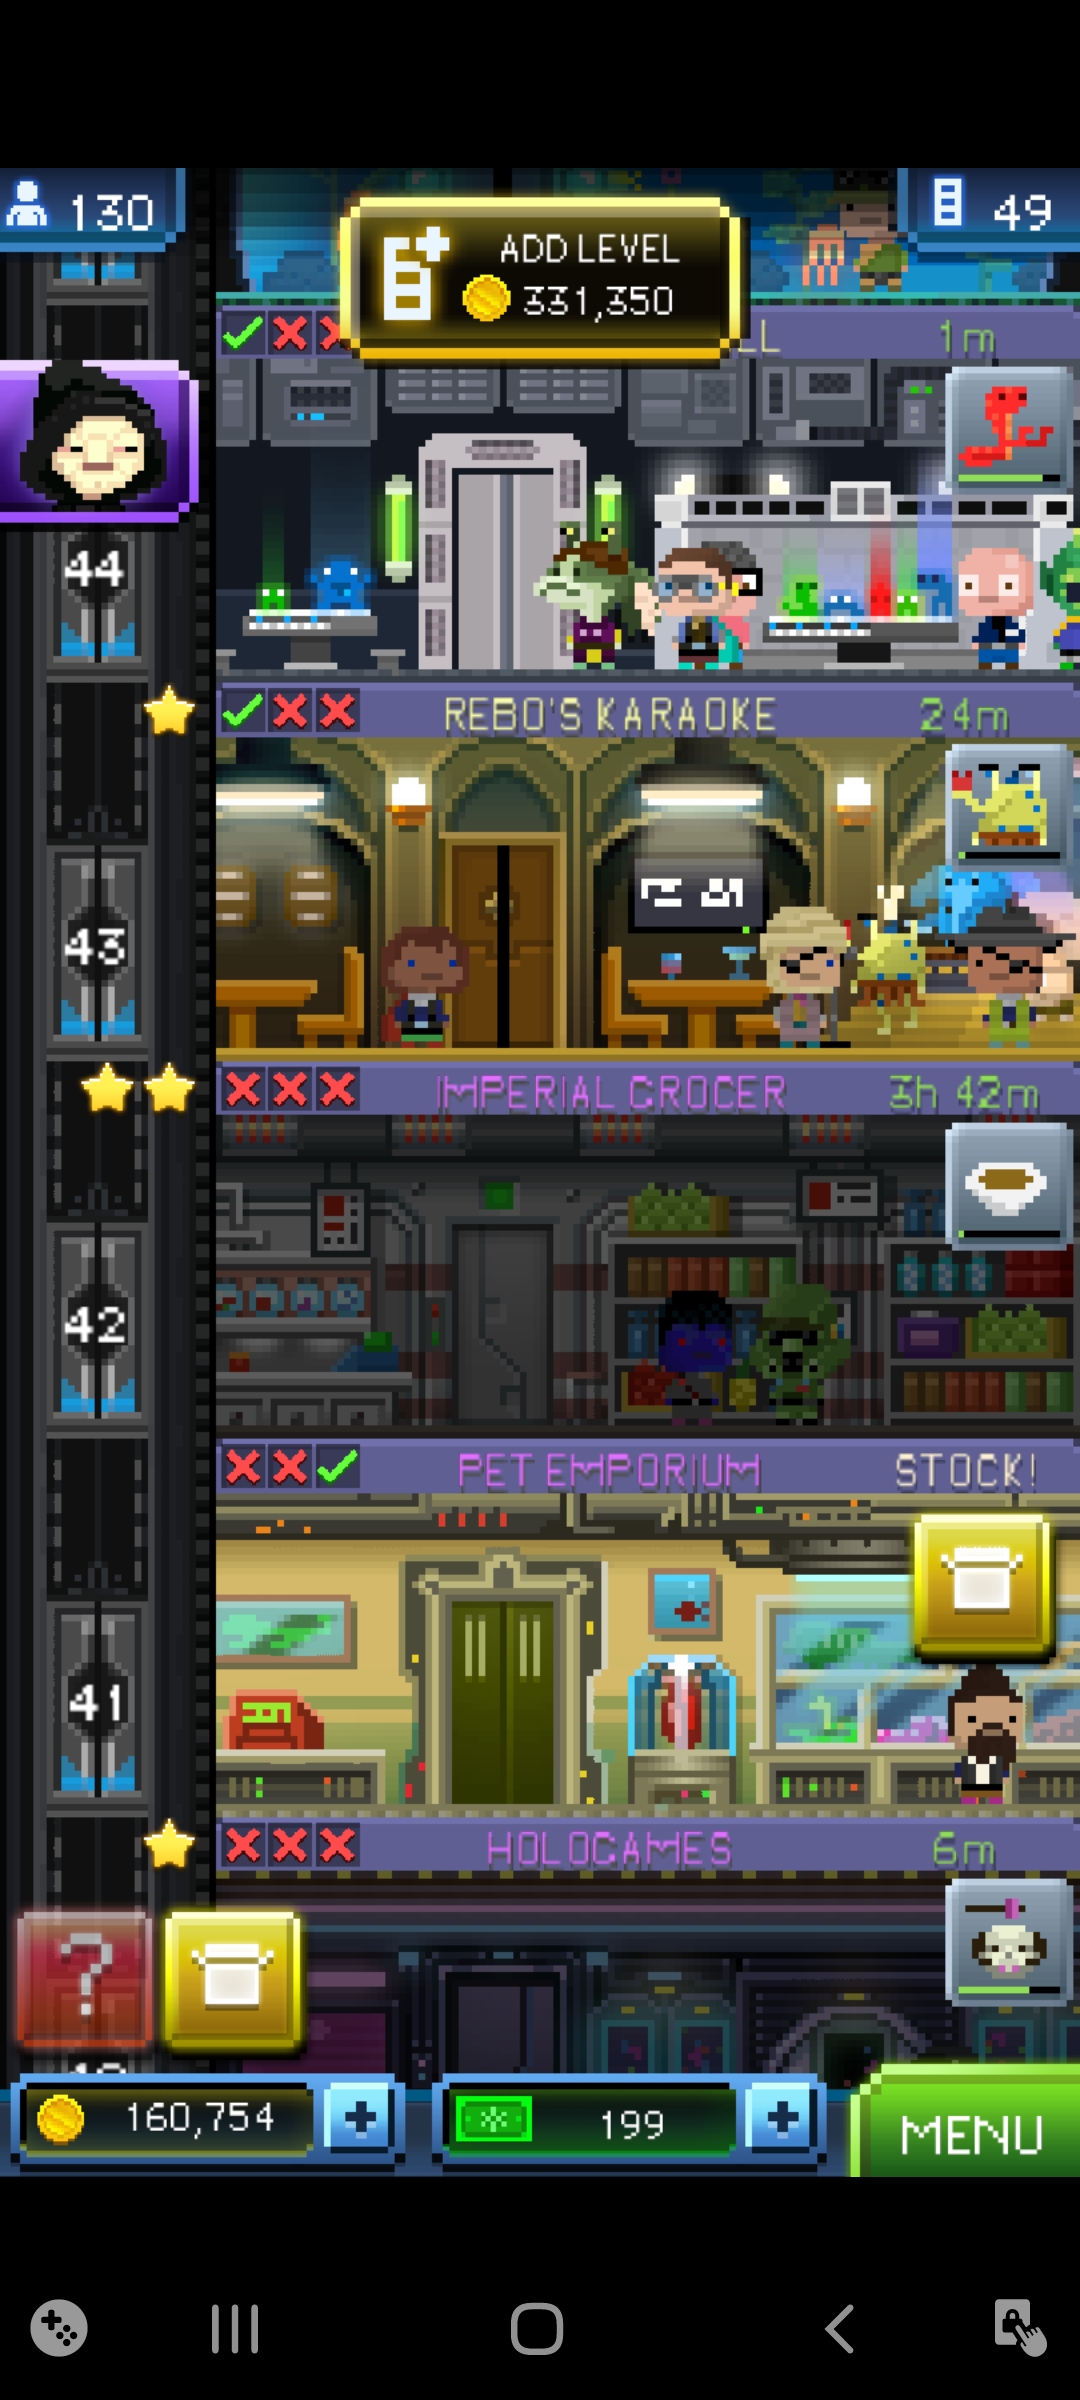 130
49
ADD LEVEL
331,350
LL
1m
44
REBO'S KARAOKE
24m
43
IMPERIAL GROCER
3h 42m
42
PET EMPORIUM
STOCK!
41
HOLOGAMES
6m
?
160,754
+
199
+
MENU